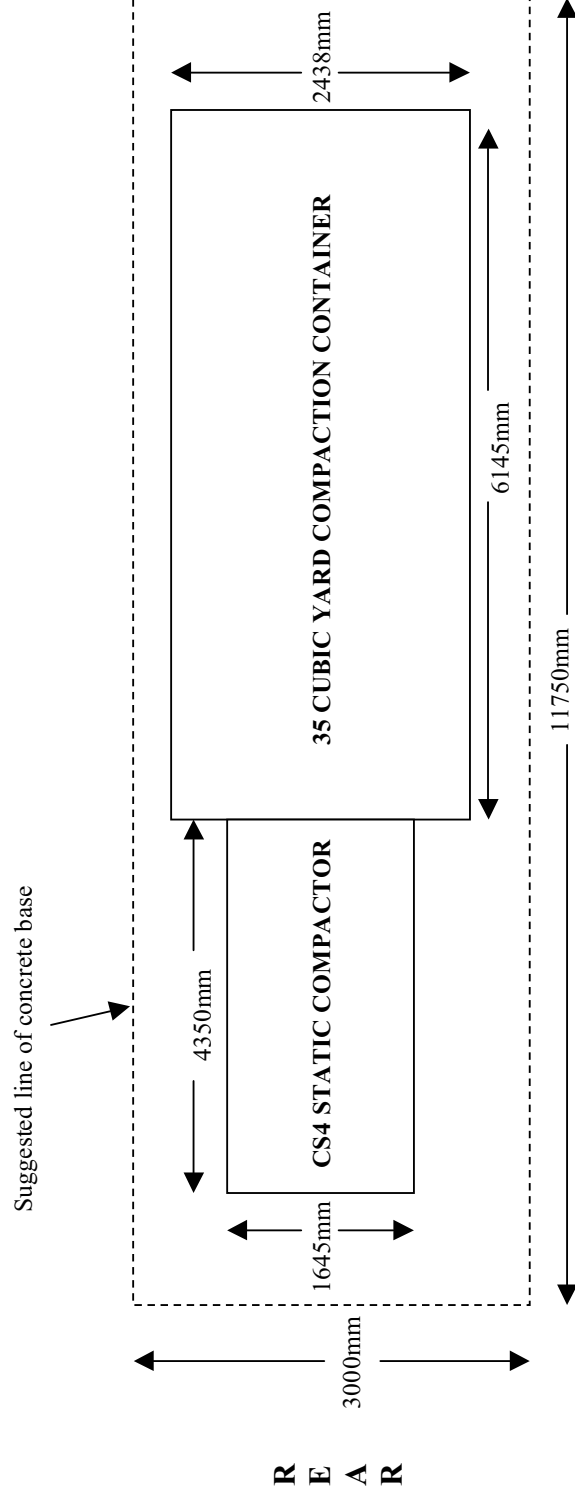 Suggested line of concrete base
4350mm
2438mm
1645mm
CS4 STATIC COMPACTOR
35 CUBIC YARD COMPACTION CONTAINER
3000mm
6145mm
11750mm
R
E
A
R